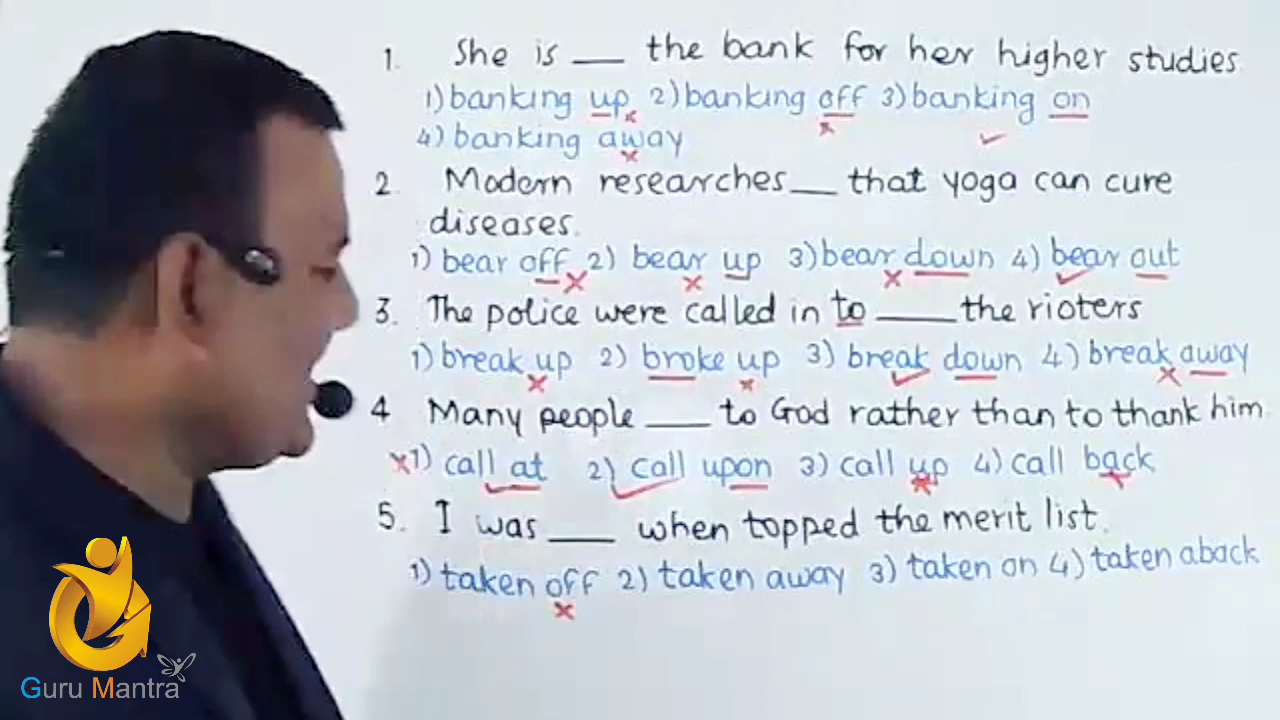 1. She is ___ the bank for her higher studies
1) banking up 2) banking off 3) banking on
4) banking away
2. Modern researches ___ that yoga can cure
diseases.
1) bear off 2) bear up 3) bear down 4) bear out
3. The police were called in to ____ the rioters
1) break up 2) broke up 3) break down 4) break away
4 Many people ___ to God rather than to thank him
1) call at 2) call upon 3) call up 4) call back
5. I was ___ when topped the merit list.
1) taken off 2) taken away 3) taken on 4) taken aback
Guru Mantra